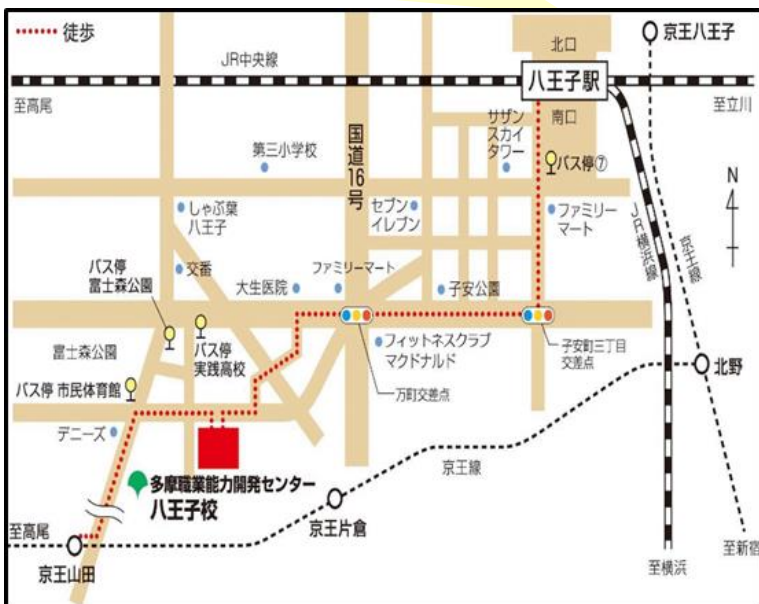 徒歩
京王八王子
北口
JR中央線
八王子駅
至高尾
至立川
南口
サザン
スカイ
タワー
国道16号
第三小学校
バス停⑦
N
しゃぶ葉
八王子
セブン
イレブン
ファミリー
マート
JR横浜線
京王線
バス停
富士森公園
交番
大生医院
ファミリーマート
子安公園
富士森公園
バス停
実践高校
フィットネスクラブ
マクドナルド
子安町三丁目
交差点
万町交差点
北野
バス停 市民体育館
デニーズ
京王線
多摩職業能力開発センター
八王子校
京王片倉
至高尾
京王山田
至横浜
至新宿